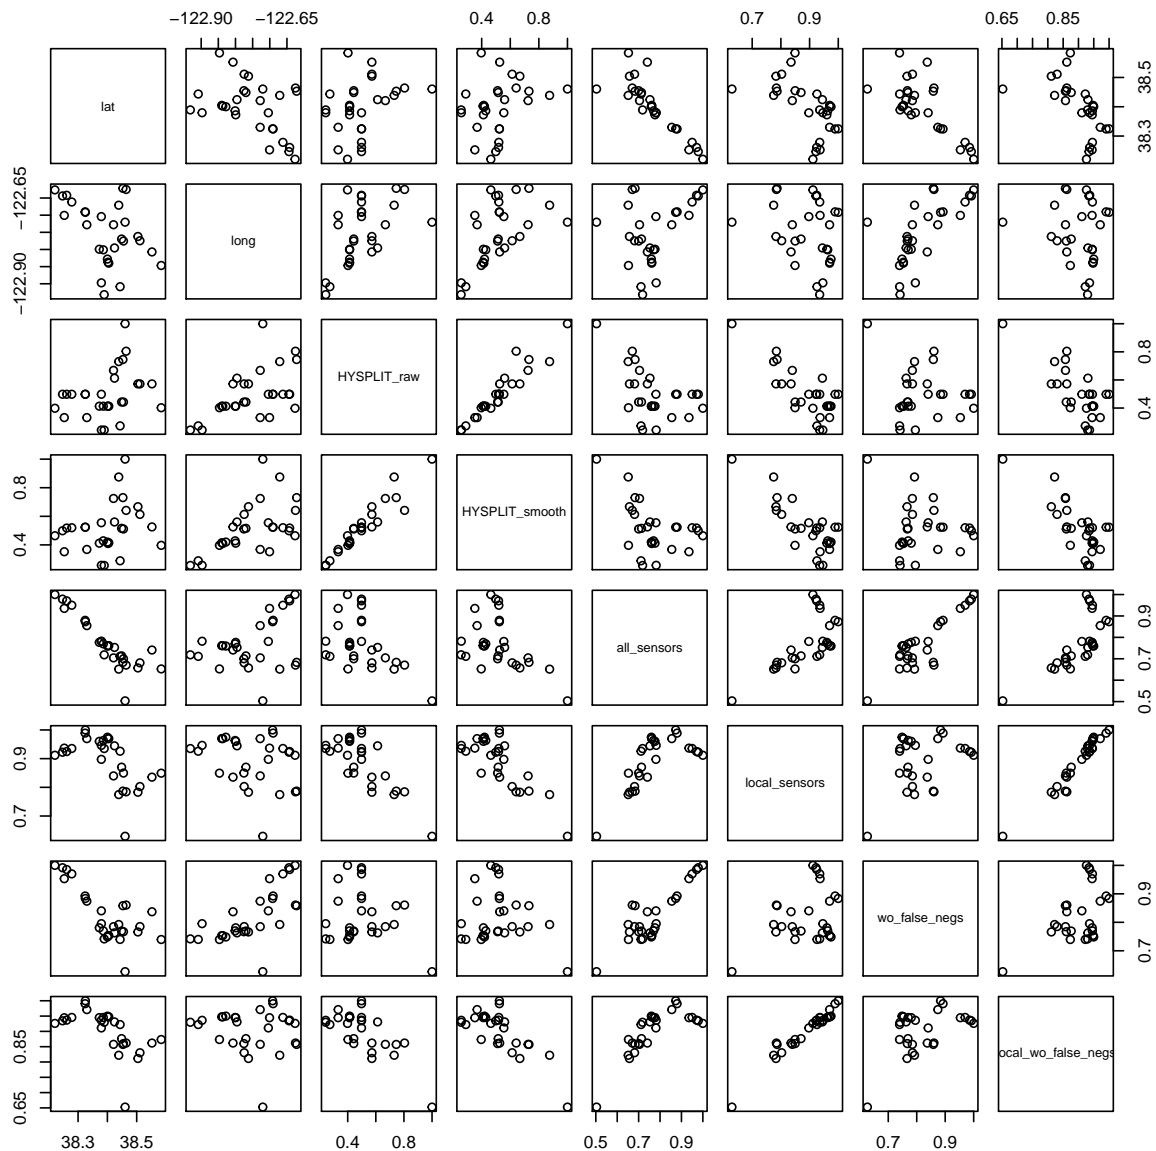 −122.90 −122.65
0.4 0.8
0.7 0.9
0.65 0.85
lat
38.3 38.5
−122.90 −122.65
long
HYSPLIT_raw
0.4 0.8
0.4 0.8
HYSPLIT_smooth
all_sensors
0.5 0.7 0.9
0.7 0.9
local_sensors
wo_false_negs
0.7 0.9
0.65 0.85
ocal_wo_false_negs
38.3 38.5
0.4 0.8
0.5 0.7 0.9
0.7 0.9